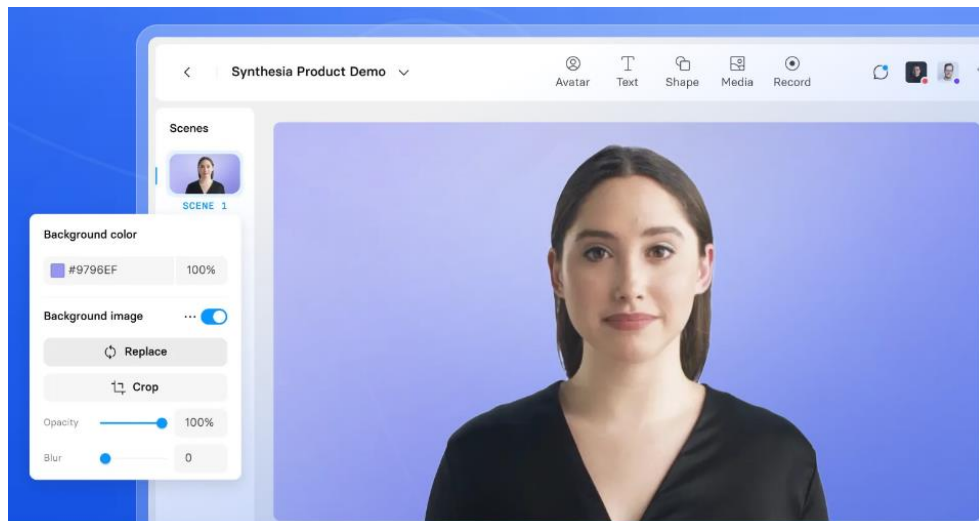 Synthesia Product Demo
Avatar
Text
Shape
Media
Record
Scenes
SCENE 1
Background color
#9796EF 100%
Background image
Replace
Crop
Opacity 100%
Blur 0